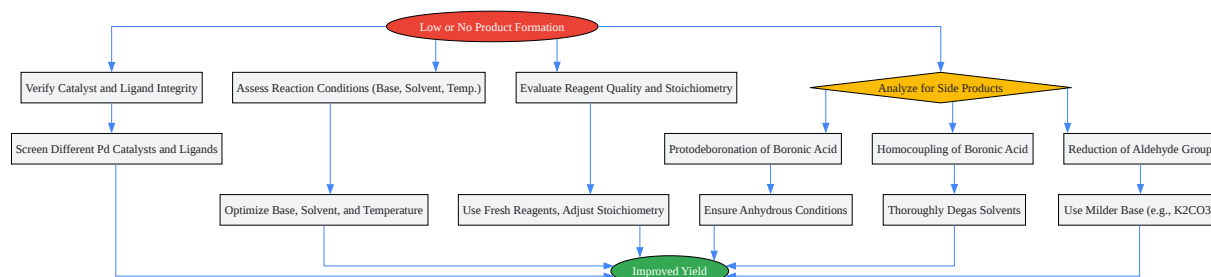 Low or No Product Formation
Verify Catalyst and Ligand Integrity
Assess Reaction Conditions (Base, Solvent, Temp.)
Evaluate Reagent Quality and Stoichiometry
Analyze for Side Products
Screen Different Pd Catalysts and Ligands
Protodeboronation of Boronic Acid
Homocoupling of Boronic Acid
Reduction of Aldehyde Group
Optimize Base, Solvent, and Temperature
Use Fresh Reagents, Adjust Stoichiometry
Ensure Anhydrous Conditions
Thoroughly Degas Solvents
Use Milder Base (e.g., K2CO3
Improved Yield